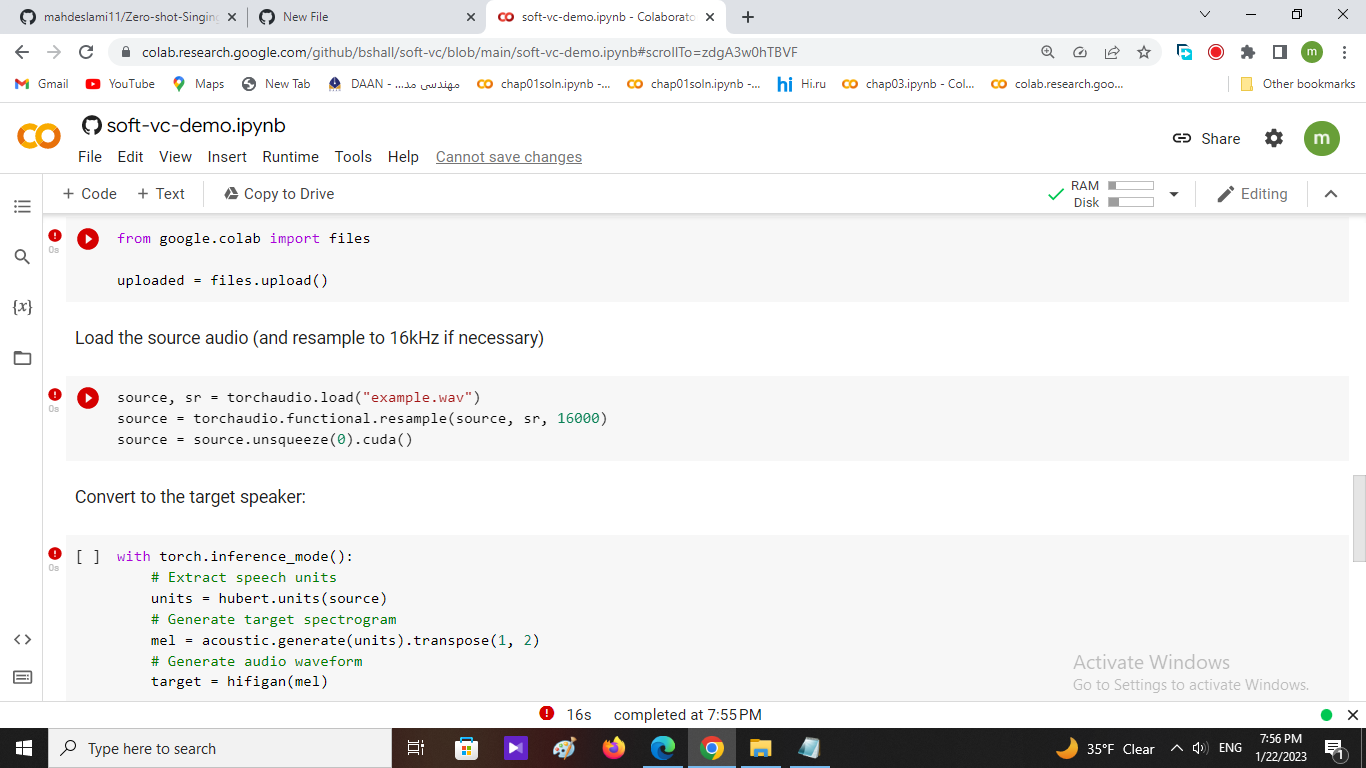 mahdeslami11/Zero-shot-Singing
New File
soft-vc-demo.ipynb - Colaborato
colab.research.google.com/github/bshall/soft-vc/blob/main/soft-vc-demo.ipynb#scrollTo=zdgA3w0hTBVF
m
Gmail
YouTube
Maps
New Tab
DAAN - مهندسی مد...
chap01soln.ipynb -...
chap01soln.ipynb -...
hi Hi.ru
chap03.ipynb - Col...
colab.research.goo...
Other bookmarks
soft-vc-demo.ipynb
File Edit View Insert Runtime Tools Help Cannot save changes
Share
m
+ Code + Text Copy to Drive
RAM
Disk
Editing
from google.colab import files
0s
uploaded = files.upload()
{x}
Load the source audio (and resample to 16kHz if necessary)
source, sr = torchaudio.load("example.wav")
0s
source = torchaudio.functional.resample(source, sr, 16000)
source = source.unsqueeze(0).cuda()
Convert to the target speaker:
[ ] with torch.inference_mode():
0s
# Extract speech units
units = hubert.units(source)
# Generate target spectrogram
mel = acoustic.generate(units).transpose(1, 2)
# Generate audio waveform
target = hifigan(mel)
Activate Windows
Go to Settings to activate Windows.
16s completed at 7:55 PM
Type here to search
35°F Clear
ENG
7:56 PM
1/22/2023
1